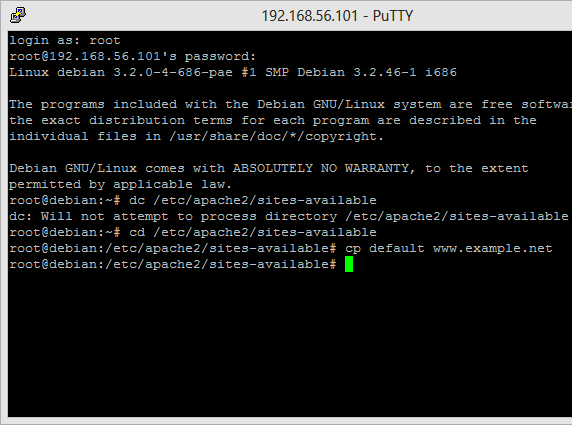 192.168.56.101 - PuTTY
login as: root
root@192.168.56.101's password:
Linux debian 3.2.0-4-686-pae #1 SMP Debian 3.2.46-1 i686
The programs included with the Debian GNU/Linux system are free softwa
the exact distribution terms for each program are described in the
individual files in /usr/share/doc/*/copyright.
Debian GNU/Linux comes with ABSOLUTELY NO WARRANTY, to the extent
permitted by applicable law.
root@debian:~# dc /etc/apache2/sites-available
dc: Will not attempt to process directory /etc/apache2/sites-available
root@debian:~# cd /etc/apache2/sites-available
root@debian:/etc/apache2/sites-available# cp default www.example.net
root@debian:/etc/apache2/sites-available#